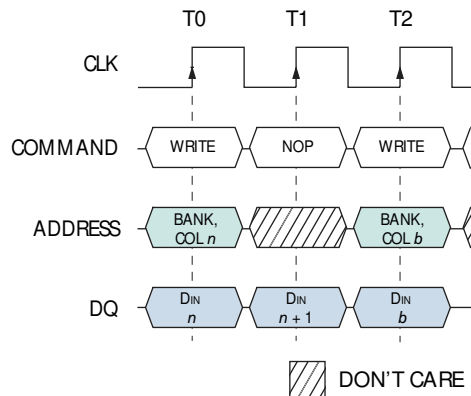 T0 T1 T2
CLK
COMMAND WRITE NOP WRITE
ADDRESS BANK, COL n BANK, COL b
DQ DIN n DIN n + 1 DIN b
DON'T CARE